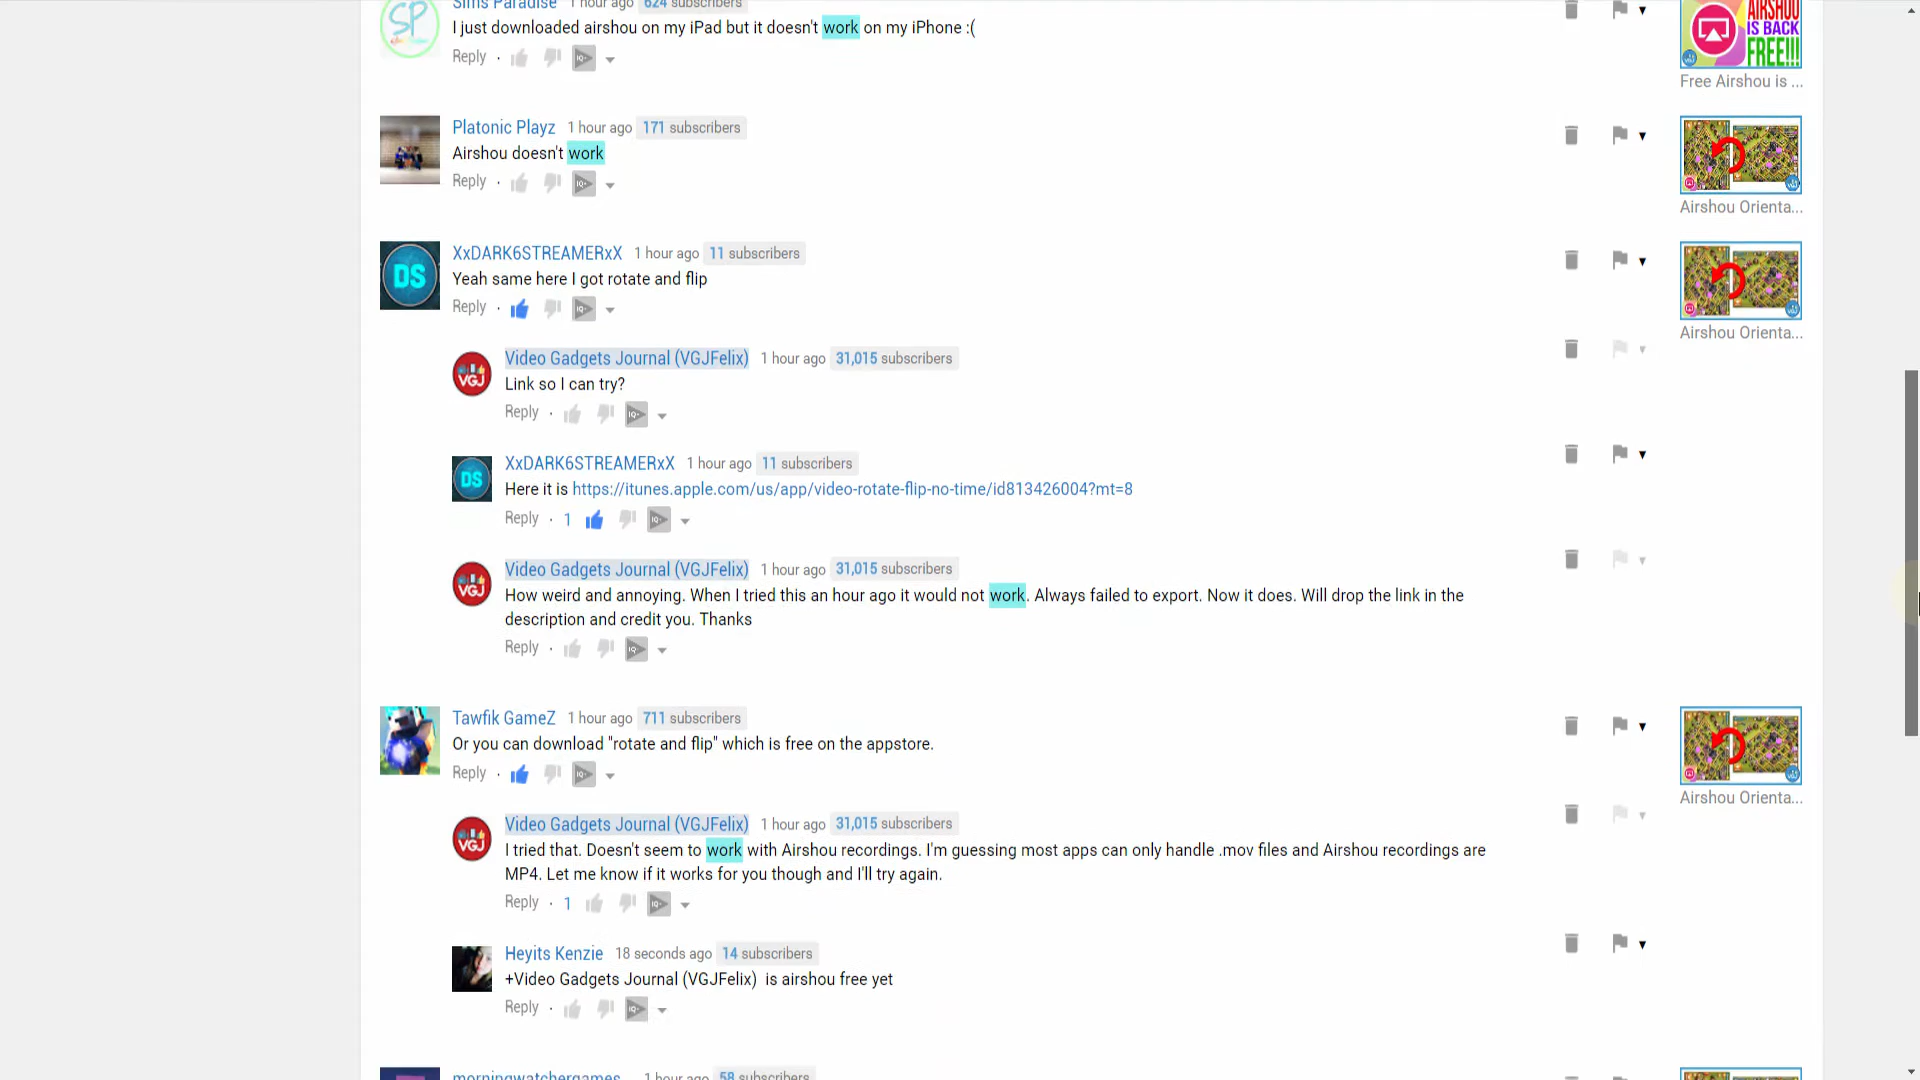 Sims Paradise 1 hour ago 624 subscribers
I just downloaded airshou on my iPad but it doesn't work on my iPhone :(
Reply ·
AIRSHOU
IS BACK
FREE!!!
Free Airshou is ...
Platonic Playz 1 hour ago 171 subscribers
Airshou doesn't work
Reply ·
Airshou Orienta...
XxDARK6STREAMERxX 1 hour ago 11 subscribers
Yeah same here I got rotate and flip
Reply ·
Airshou Orienta...
Video Gadgets Journal (VGJFelix) 1 hour ago 31,015 subscribers
Link so I can try?
Reply ·
XxDARK6STREAMERxX 1 hour ago 11 subscribers
Here it is https://itunes.apple.com/us/app/video-rotate-flip-no-time/id813426004?mt=8
Reply · 1
Video Gadgets Journal (VGJFelix) 1 hour ago 31,015 subscribers
How weird and annoying. When I tried this an hour ago it would not work. Always failed to export. Now it does. Will drop the link in the
description and credit you. Thanks
Reply ·
Tawfik GameZ 1 hour ago 711 subscribers
Or you can download "rotate and flip" which is free on the appstore.
Reply ·
Airshou Orienta...
Video Gadgets Journal (VGJFelix) 1 hour ago 31,015 subscribers
I tried that. Doesn't seem to work with Airshou recordings. I'm guessing most apps can only handle .mov files and Airshou recordings are
MP4. Let me know if it works for you though and I'll try again.
Reply · 1
Heyits Kenzie 18 seconds ago 14 subscribers
+Video Gadgets Journal (VGJFelix) is airshou free yet
Reply ·
morningwatchergames 1 hour ago 58 subscribers